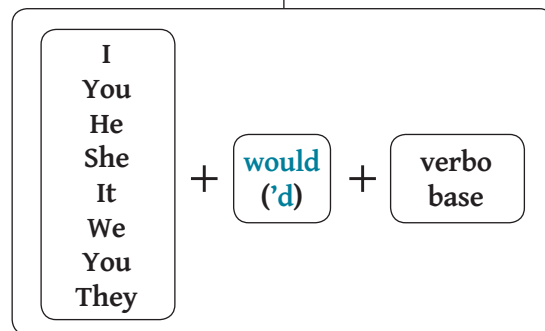 I
You
He
She
It
We
You
They
+
would
('d)
+
verbo
base